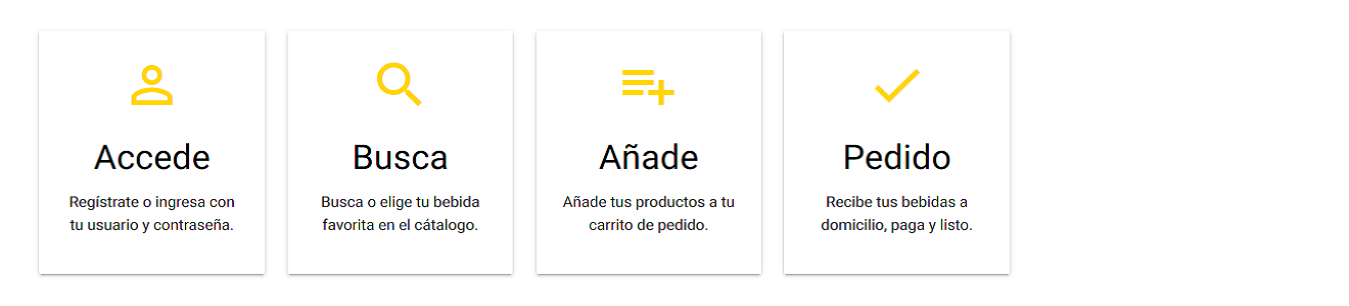 Accede
Regístrate o ingresa con
tu usuario y contraseña.
Busca
Busca o elige tu bebida
favorita en el cátalogo.
Añade
Añade tus productos a tu
carrito de pedido.
Pedido
Recibe tus bebidas a
domicilio, paga y listo.